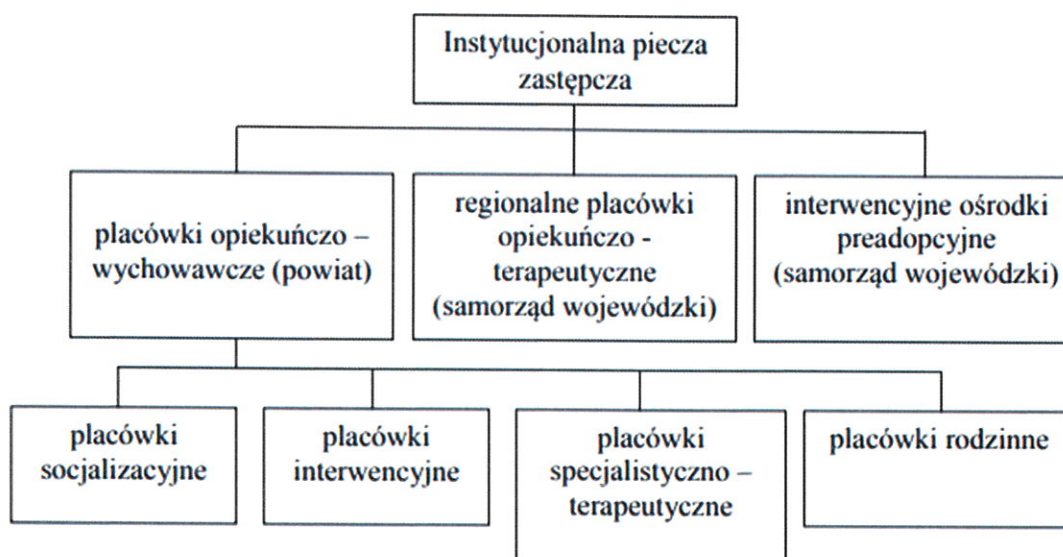 Instytucjonalna piecza
zastępcza
placówki opiekuńczo –
wychowawcze (powiat)
regionalne placówki
opiekuńczo -
terapeutyczne
(samorząd wojewódzki)
interwencyjne ośrodki
preadopcyjne
(samorząd wojewódzki)
placówki
socjalizacyjne
placówki
interwencyjne
placówki
specjalistyczno –
terapeutyczne
placówki rodzinne